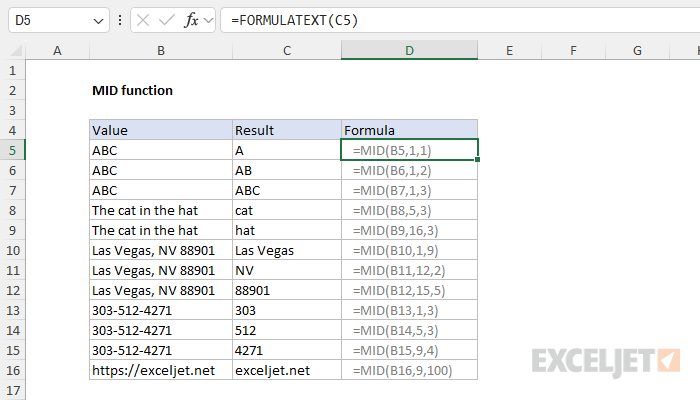 D5 fx =FORMULATEXT(C5)
A B C D E F G H
1
2 MID function
3
4 Value Result Formula
5 ABC A =MID(B5,1,1)
6 ABC AB =MID(B6,1,2)
7 ABC ABC =MID(B7,1,3)
8 The cat in the hat cat =MID(B8,5,3)
9 The cat in the hat hat =MID(B9,16,3)
10 Las Vegas, NV 88901 Las Vegas =MID(B10,1,9)
11 Las Vegas, NV 88901 NV =MID(B11,12,2)
12 Las Vegas, NV 88901 88901 =MID(B12,15,5)
13 303-512-4271 303 =MID(B13,1,3)
14 303-512-4271 512 =MID(B14,5,3)
15 303-512-4271 4271 =MID(B15,9,4)
16 https://exceljet.net exceljet.net =MID(B16,9,100)
17
EXCELJET